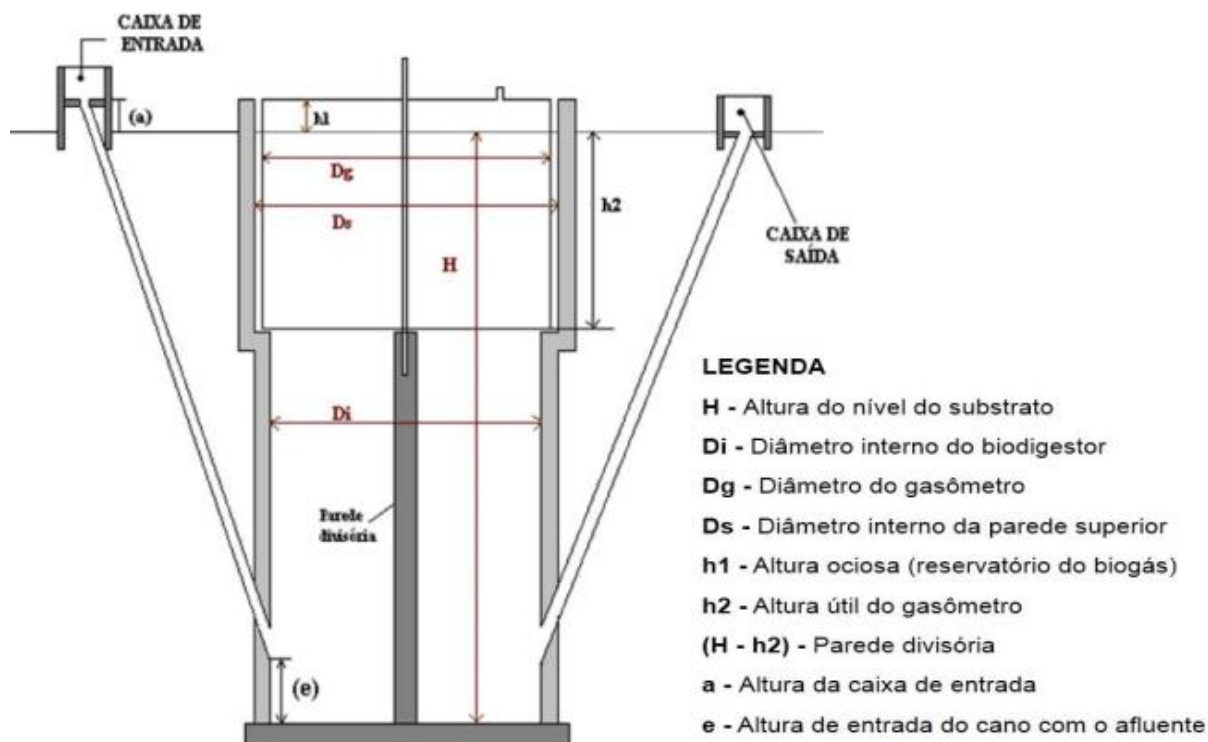 CAIXA DE
ENTRADA
(a)
h1
Dg
Ds
h2
H
CAIXA DE
SAÍDA
Di
Parede
divisória
(e)
LEGENDA
H - Altura do nível do substrato
Di - Diâmetro interno do biodigestor
Dg - Diâmetro do gasômetro
Ds - Diâmetro interno da parede superior
h1 - Altura ociosa (reservatório do biogás)
h2 - Altura útil do gasômetro
(H - h2) - Parede divisória
a - Altura da caixa de entrada
e - Altura de entrada do cano com o afluente